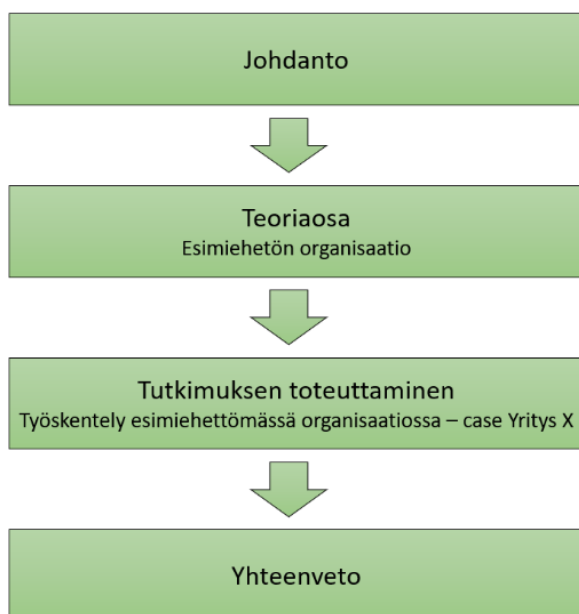 Johdanto
Teoriaosa
Esimiehetön organisaatio
Tutkimuksen toteuttaminen
Työskentely esimiehettömässä organisaatiossa – case Yritys X
Yhteenveto